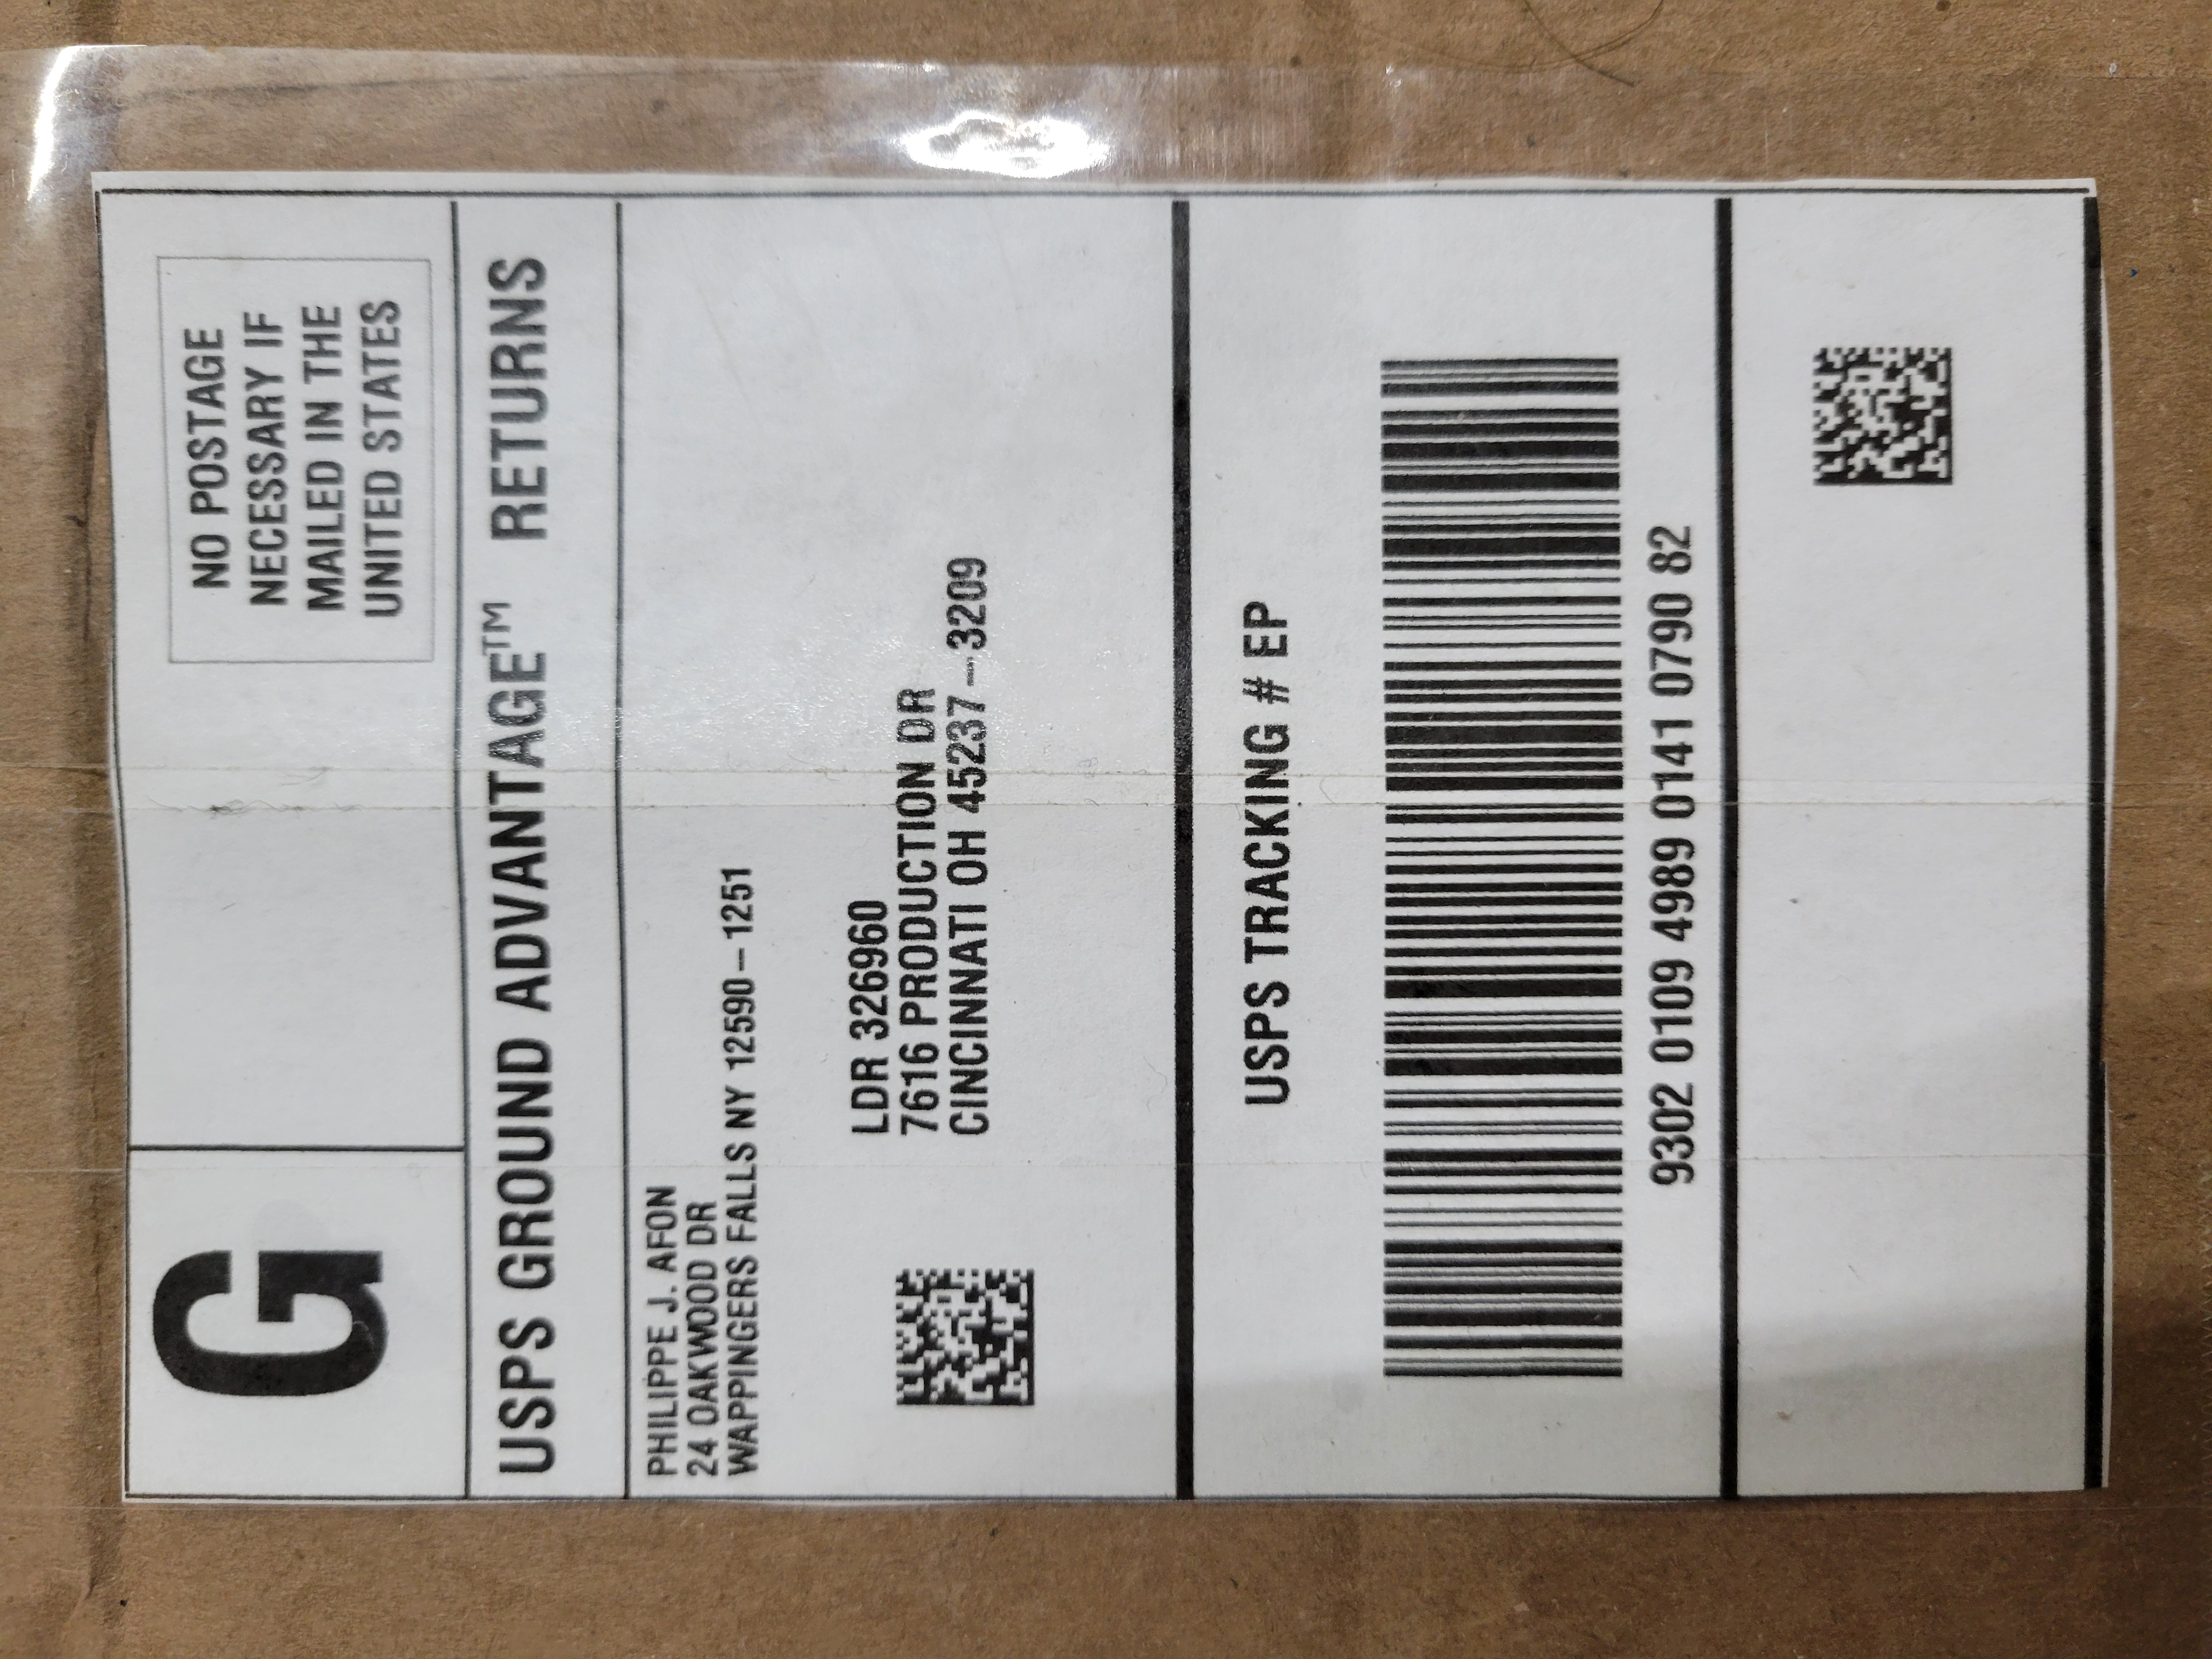 G
NO POSTAGE
NECESSARY IF
MAILED IN THE
UNITED STATES
USPS GROUND ADVANTAGE™ RETURNS
PHILIPPE J. AFON
24 OAKWOOD DR
WAPPINGERS FALLS NY 12590-1251
LDR 326960
7616 PRODUCTION DR
CINCINNATI OH 45237-3209
USPS TRACKING # EP
9302 0109 4989 0141 0790 82